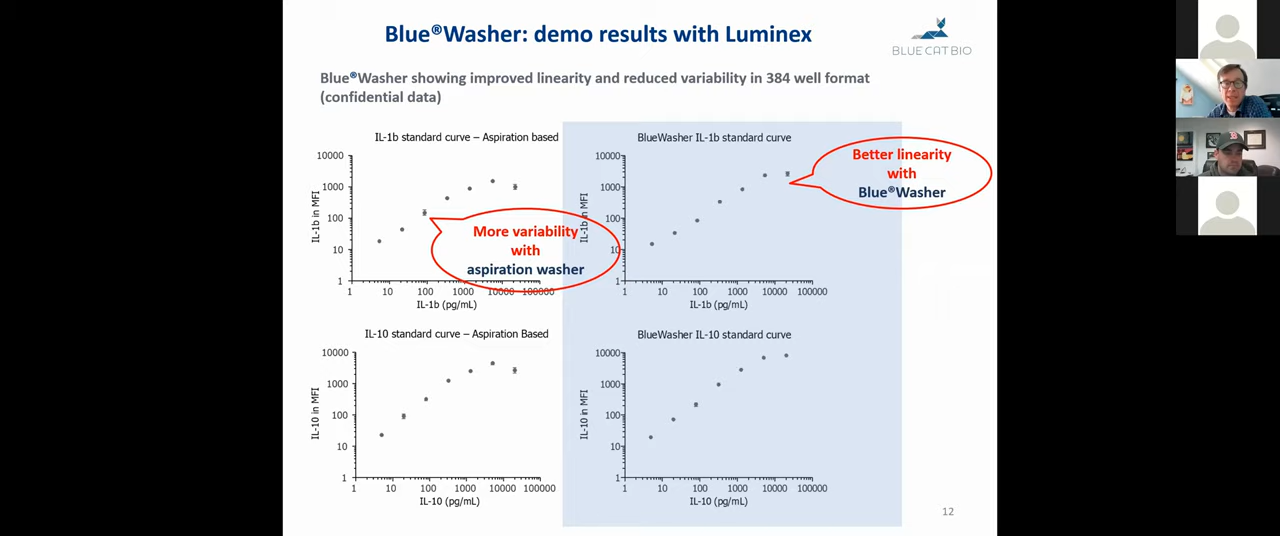 Blue®Washer: demo results with Luminex
BLUE CAT BIO
Blue®Washer showing improved linearity and reduced variability in 384 well format
(confidential data)
IL-1b standard curve – Aspiration based
10000
1000
100
10
1
IL-1b in MFI
1 10 100 1000 10000 100000
IL-1b (pg/mL)
More variability
with
aspiration washer
BlueWasher IL-1b standard curve
10000
1000
100
10
1
IL-1b in MFI
1 10 100 1000 10000 100000
IL-1b (pg/mL)
Better linearity
with
Blue®Washer
IL-10 standard curve – Aspiration Based
10000
1000
100
10
1
IL-10 in MFI
1 10 100 1000 10000 100000
IL-10 (pg/mL)
BlueWasher IL-10 standard curve
10000
1000
100
10
1
IL-10 in MFI
1 10 100 1000 10000 100000
IL-10 (pg/mL)
12